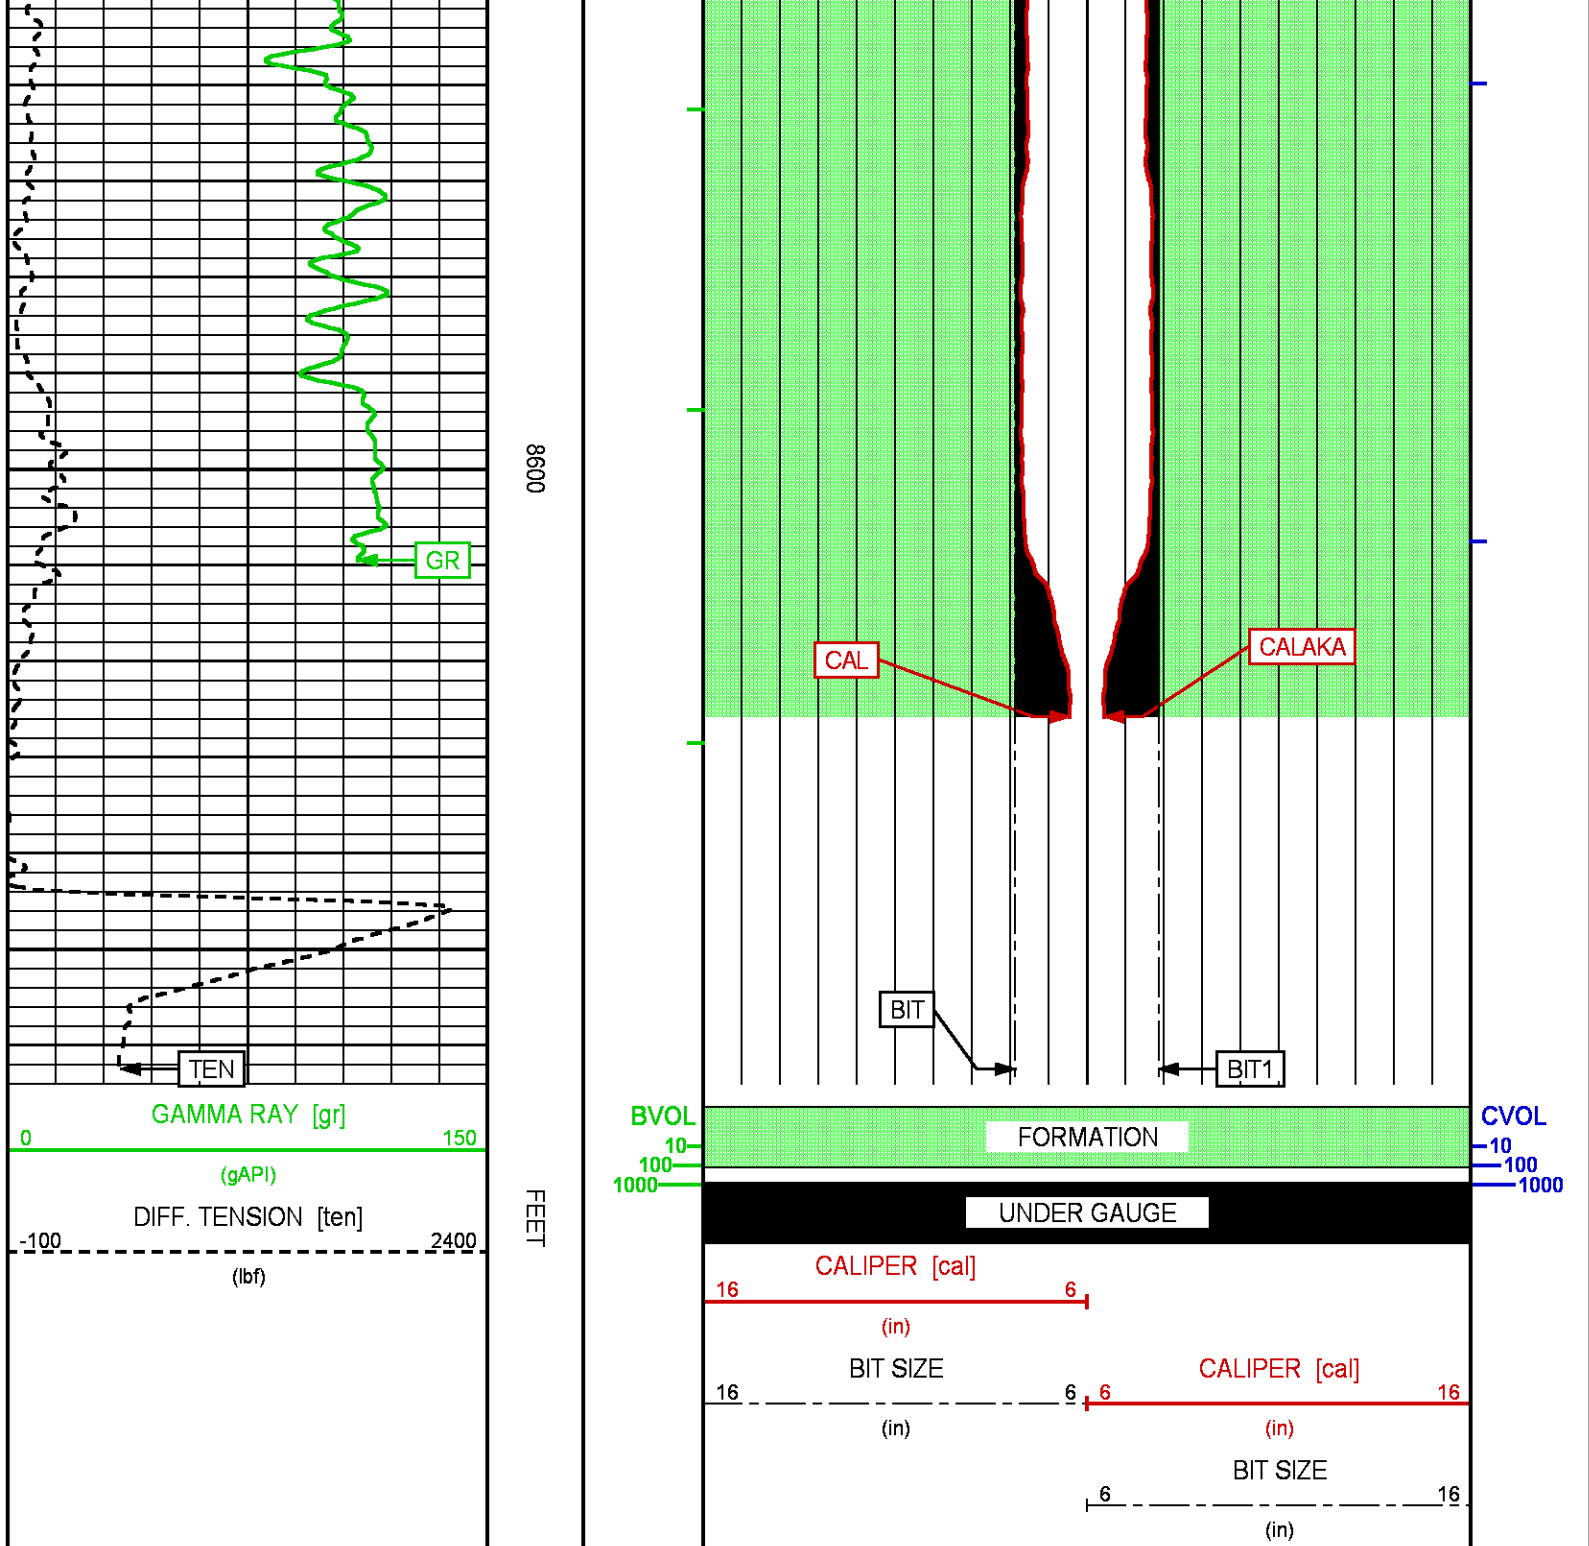 8600
GR
CAL
CALAKA
BIT
TEN
BIT1
GAMMA RAY [gr]
0 150
(gAPI)
DIFF. TENSION [ten]
-100 2400
(lbf)
FEET
BVOL
10
100
1000
FORMATION
CVOL
10
100
1000
UNDER GAUGE
CALIPER [cal]
16 6
(in)
BIT SIZE
16 6
(in)
CALIPER [cal]
6 16
(in)
BIT SIZE
6 16
(in)